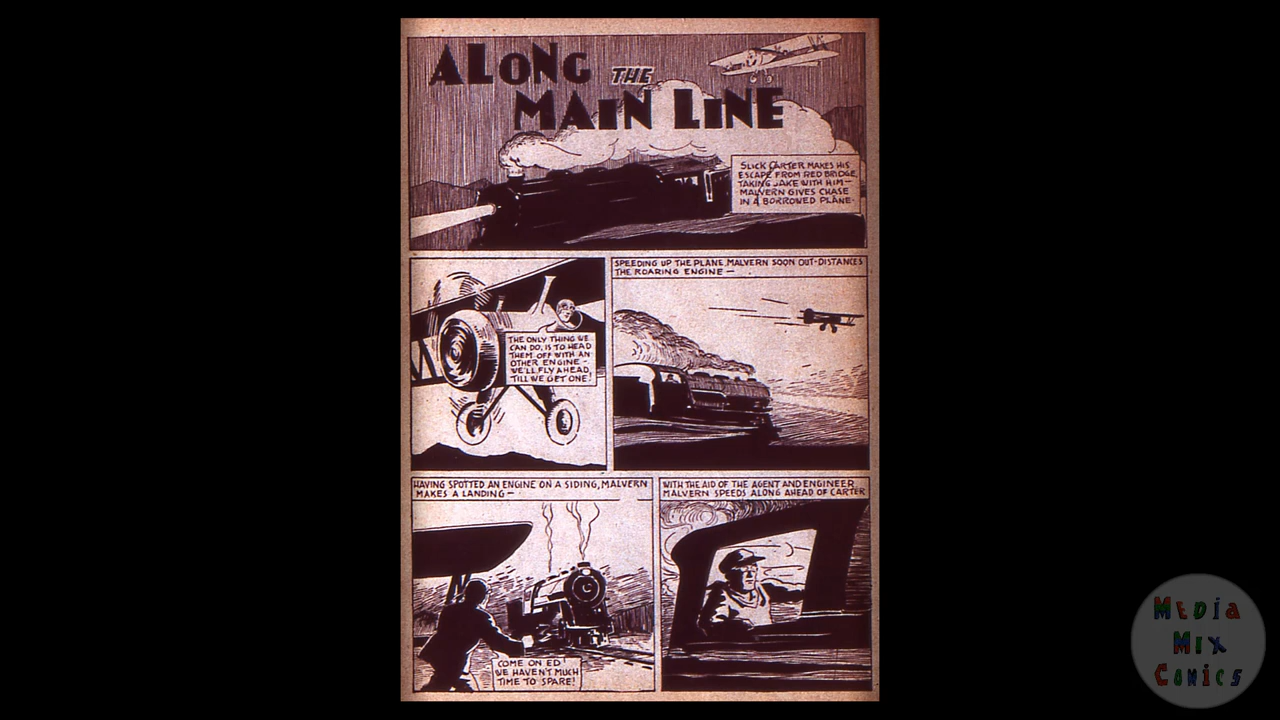 ALONG THE
MAIN LINE
SLICK CARTER MAKES HIS
ESCAPE FROM RED BRIDGE,
TAKING JAKE WITH HIM—
MALVERN GIVES CHASE
IN A BORROWED PLANE-
THE ONLY THING WE
CAN DO, IS TO HEAD
THEM OFF WITH AN-
OTHER ENGINE-
WE'LL FLY AHEAD,
TILL WE GET ONE!
SPEEDING UP THE PLANE, MALVERN SOON OUT-DISTANCES
THE ROARING ENGINE—
HAVING SPOTTED AN ENGINE ON A SIDING, MALVERN
MAKES A LANDING—
COME ON ED!
WE HAVEN'T MUCH
TIME TO SPARE!
WITH THE AID OF THE AGENT AND ENGINEER
MALVERN SPEEDS ALONG AHEAD OF CARTER
MEDiA
MiX
COMiCS